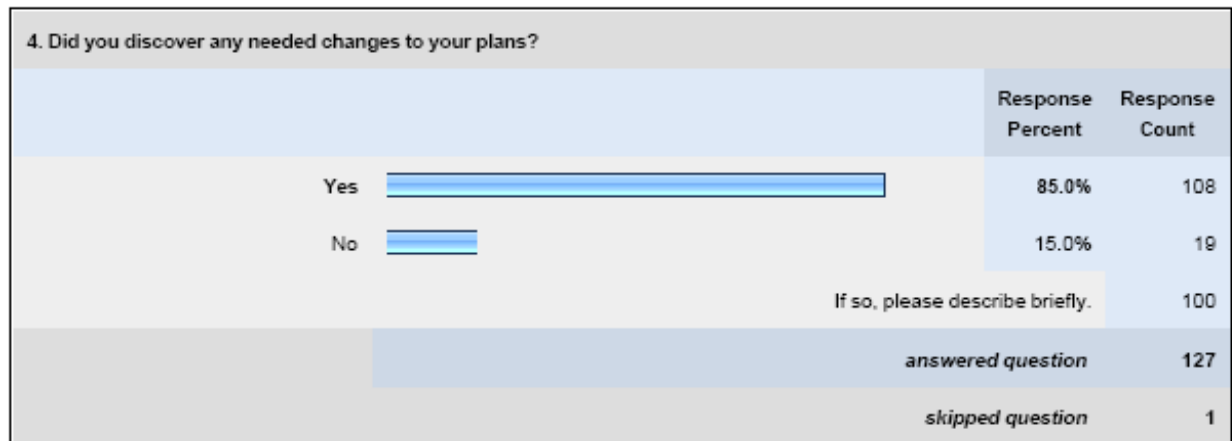 4. Did you discover any needed changes to your plans?
Response Percent Response Count
Yes 85.0% 108
No 15.0% 19
If so, please describe briefly. 100
answered question 127
skipped question 1